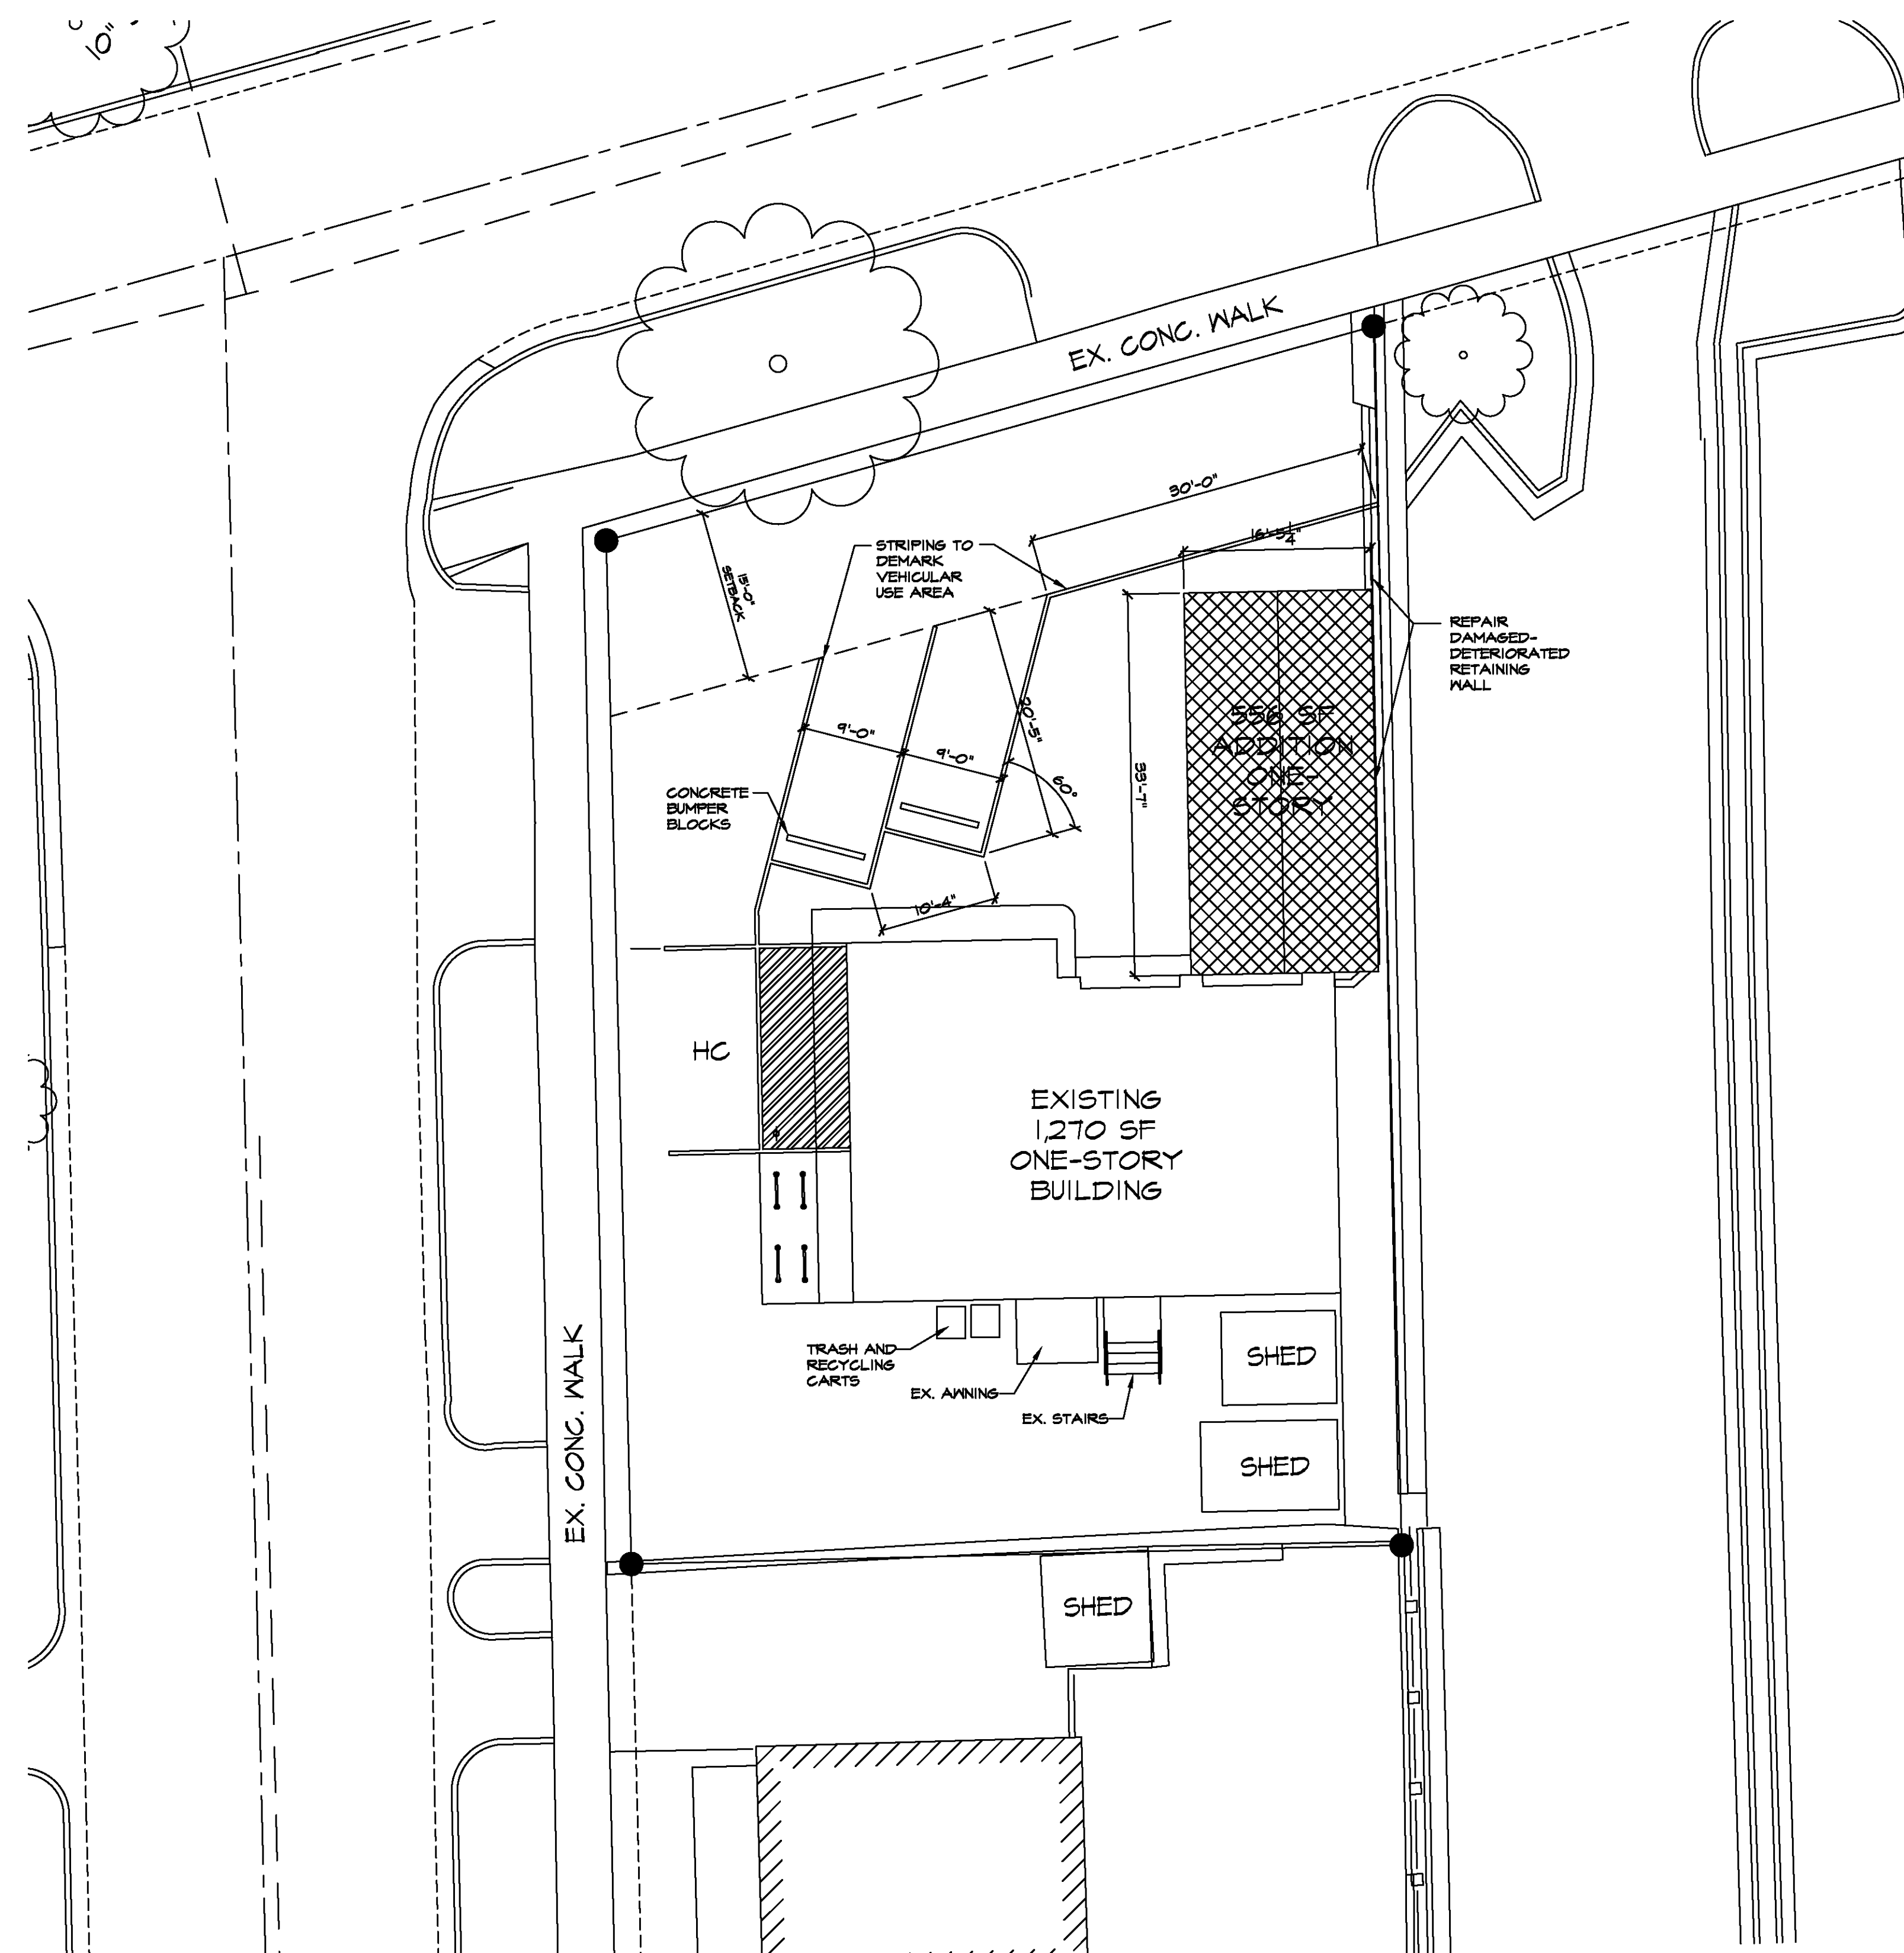 10"
EX. CONC. WALK
30'-0"
16'-5 1/4"
STRIPING TO
DEMARK
VEHICULAR
USE AREA
15'-0"
SETBACK
REPAIR
DAMAGED-
DETERIORATED
RETAINING
WALL
556 SF
ADDITION
ONE-
STORY
20'-5"
9'-0"
9'-0"
60°
33'-7"
CONCRETE
BUMPER
BLOCKS
10'-4"
HC
EXISTING
1,270 SF
ONE-STORY
BUILDING
TRASH AND
RECYCLING
CARTS
EX. AWNING
EX. STAIRS
SHED
SHED
EX. CONC. WALK
SHED